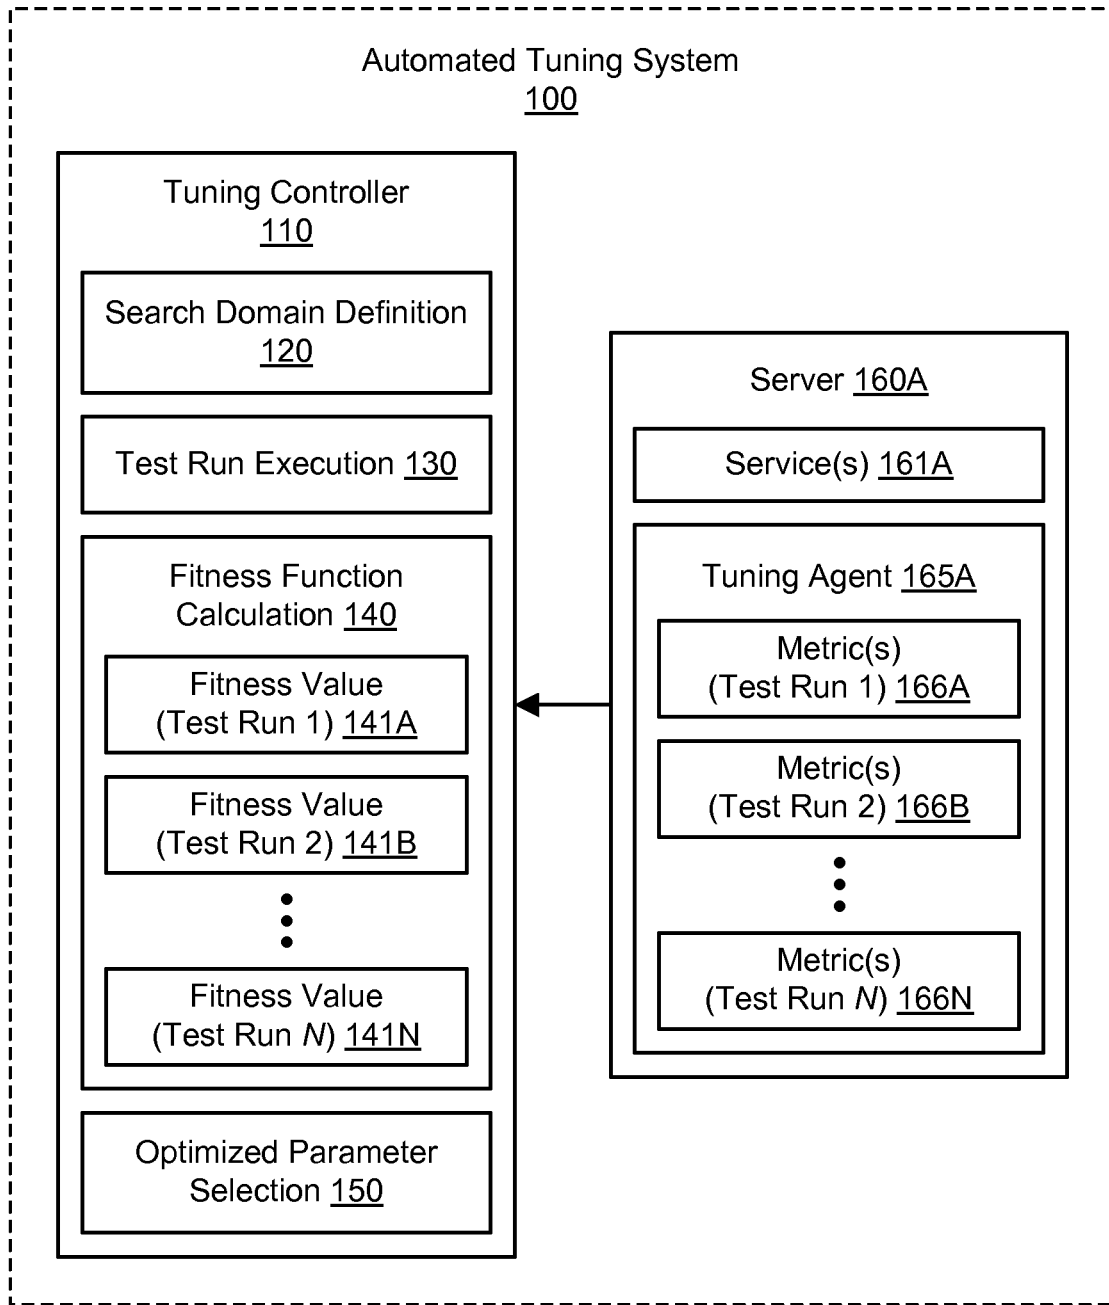 Automated Tuning System
100
Tuning Controller
110
Search Domain Definition
120
Test Run Execution 130
Fitness Function
Calculation 140
Fitness Value
(Test Run 1) 141A
Fitness Value
(Test Run 2) 141B
Fitness Value
(Test Run N) 141N
Optimized Parameter
Selection 150
Server 160A
Service(s) 161A
Tuning Agent 165A
Metric(s)
(Test Run 1) 166A
Metric(s)
(Test Run 2) 166B
Metric(s)
(Test Run N) 166N